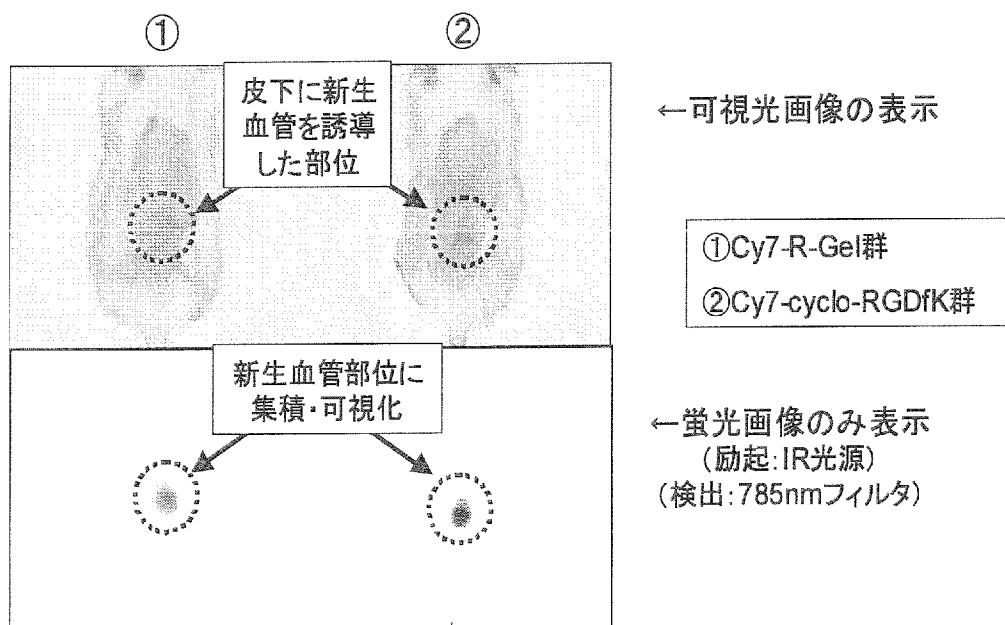 ①
②
皮下に新生
血管を誘導
した部位
←可視光画像の表示
①Cy7-R-Gel群
②Cy7-cyclo-RGDfK群
新生血管部位に
集積・可視化
←蛍光画像のみ表示
(励起:IR光源)
(検出:785nmフィルタ)